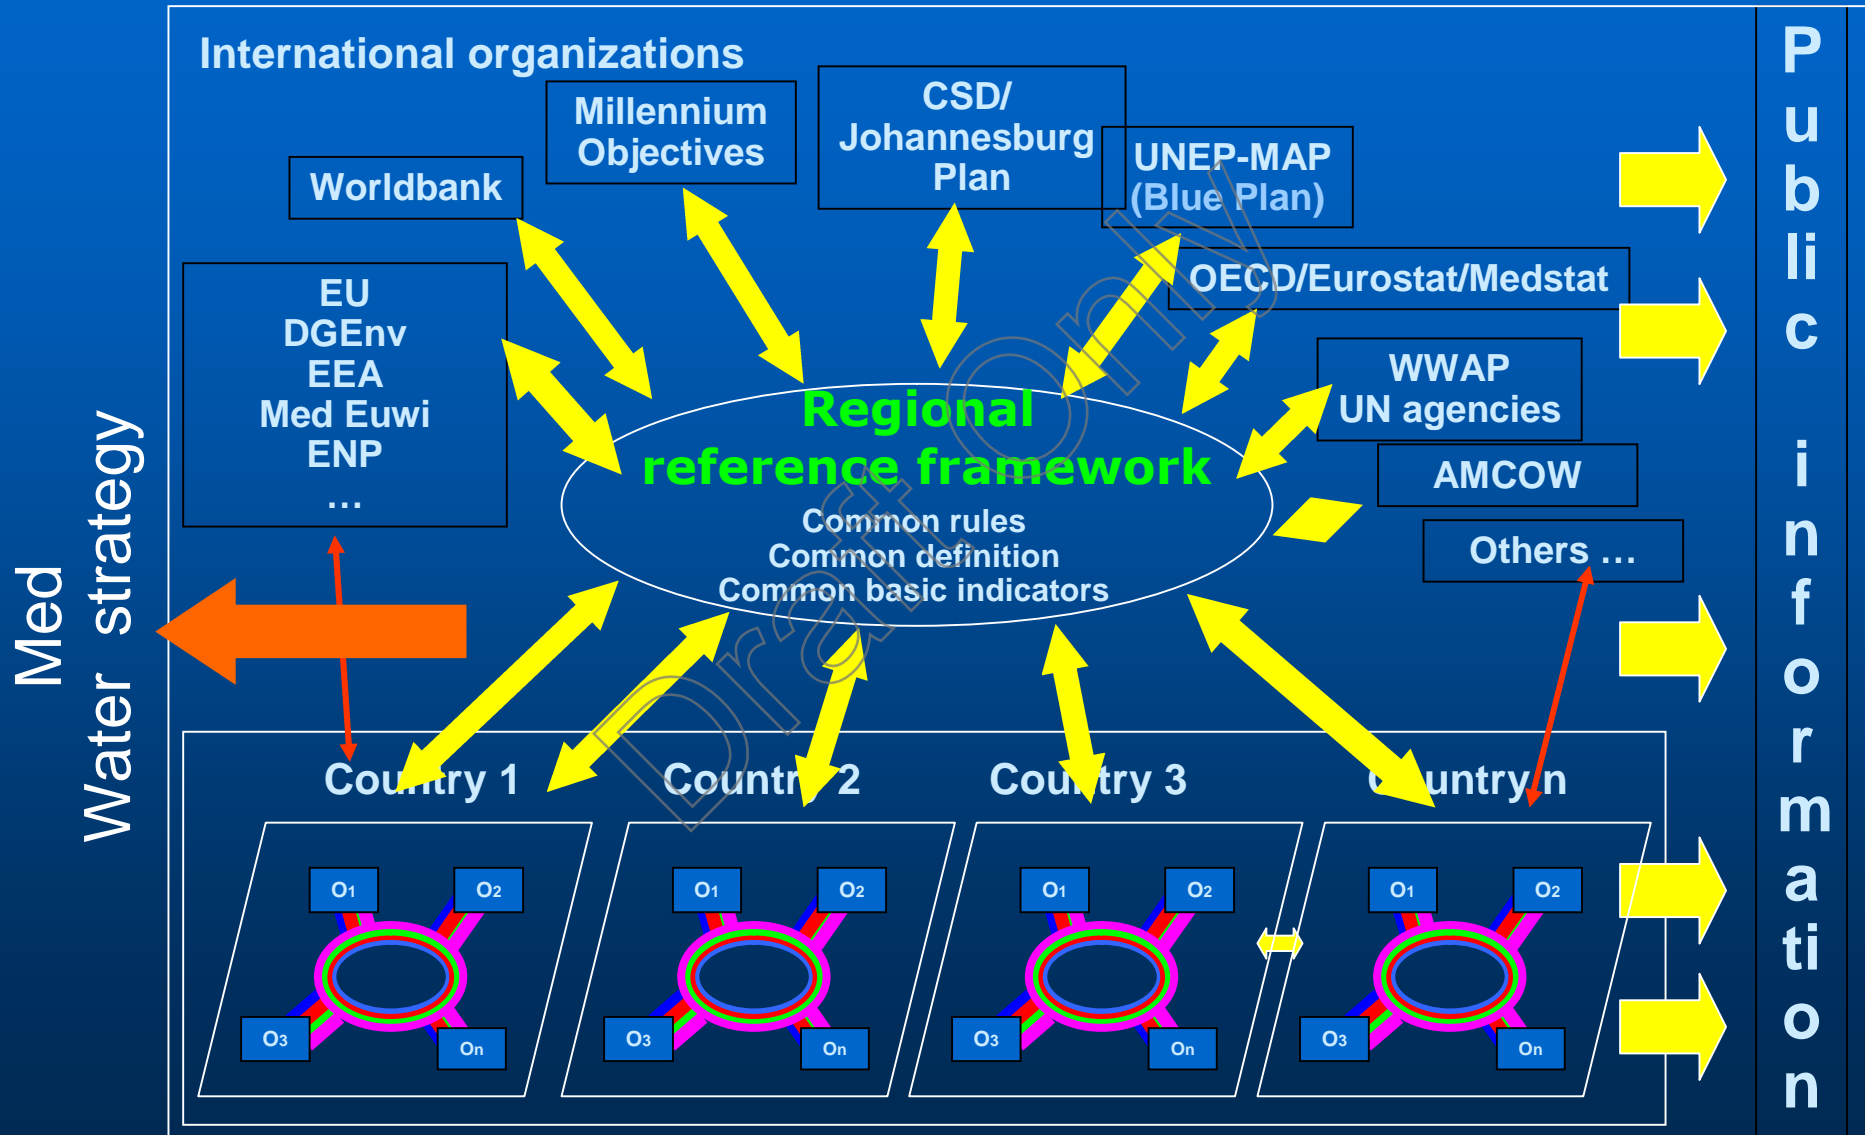 International organizations
Worldbank
Millennium
Objectives
CSD/
Johannesburg
Plan
UNEP-MAP
(Blue Plan)
OECD/Eurostat/Medstat
WWAP
UN agencies
AMCOW
Others ...
EU
DGEnv
EEA
Med Euwi
ENP
...
Regional
reference framework
Common rules
Common definition
Common basic indicators
Draft Only
Med
Water strategy
Country 1
Country 2
Country 3
Country n
O1
O2
O3
On
O1
O2
O3
On
O1
O2
O3
On
O1
O2
O3
On
Public information